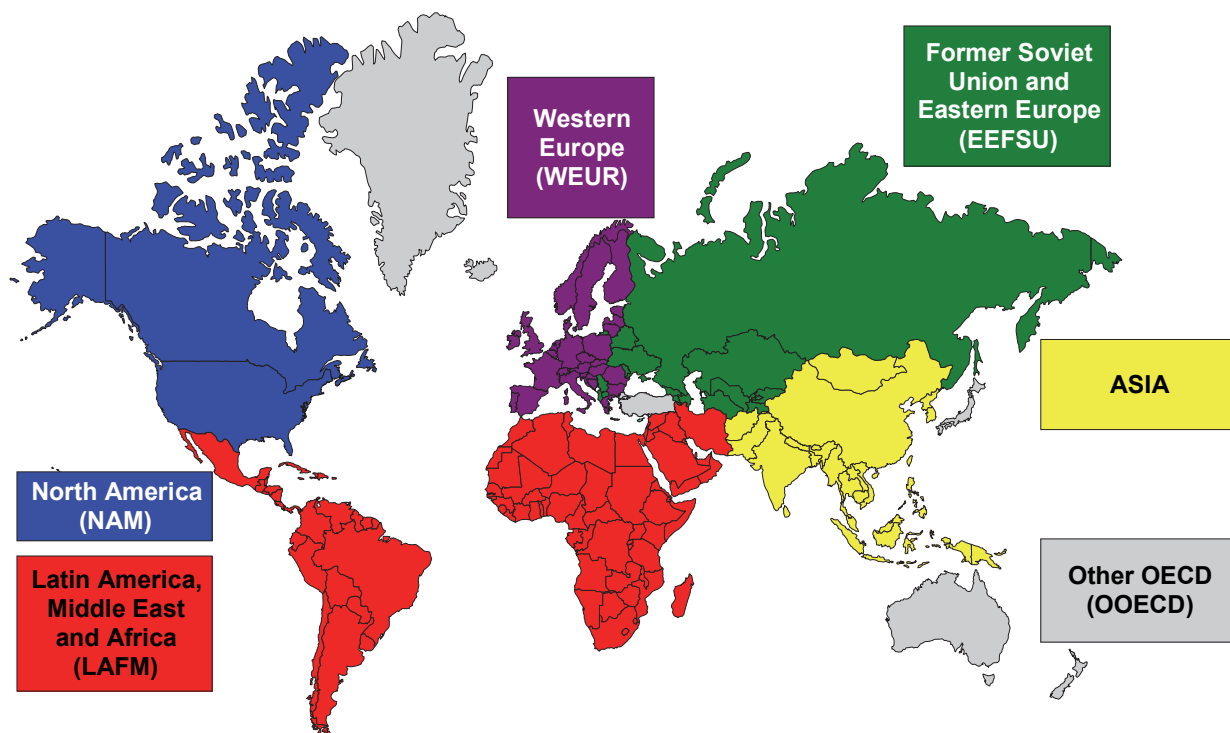 Former Soviet
Union and
Eastern Europe
(EEFSU)
Western
Europe
(WEUR)
ASIA
North America
(NAM)
Latin America,
Middle East
and Africa
(LAFM)
Other OECD
(OOECD)